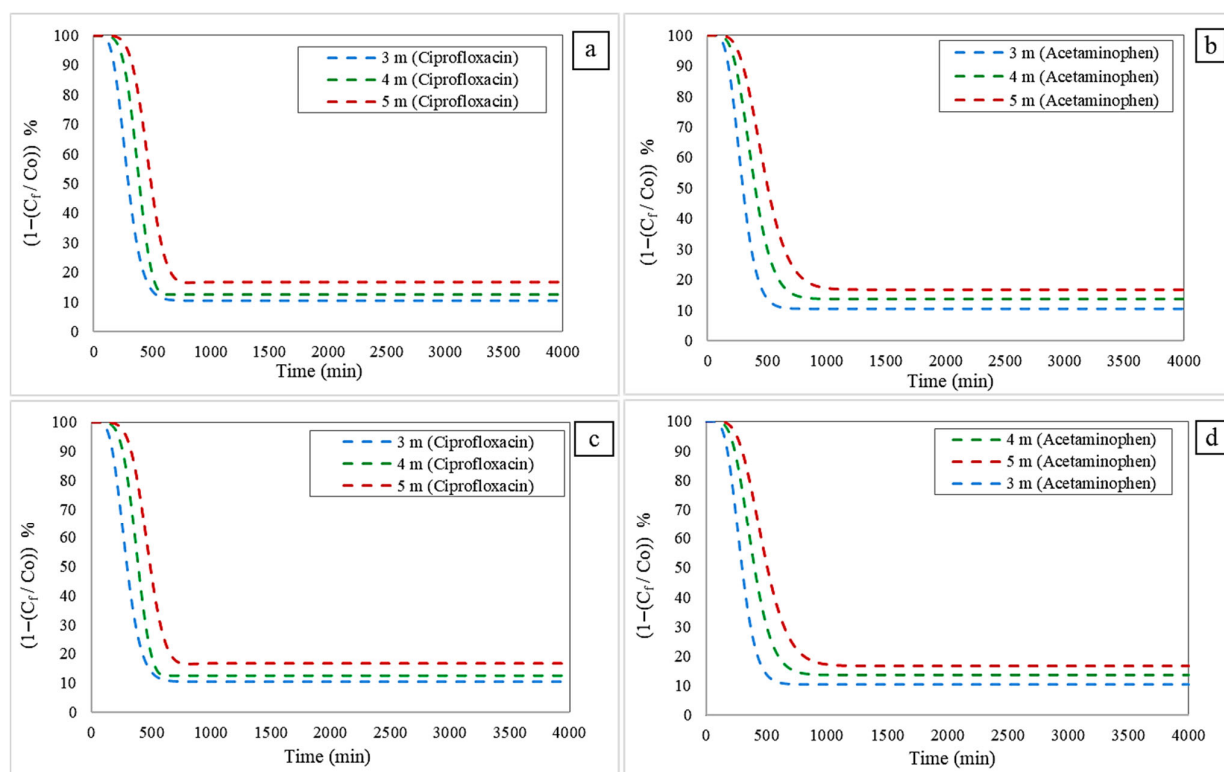 a
3 m (Ciprofloxacin)
4 m (Ciprofloxacin)
5 m (Ciprofloxacin)
(1−(Cf / Co)) %
100
90
80
70
60
50
40
30
20
10
0
0 500 1000 1500 2000 2500 3000 3500 4000
Time (min)
b
3 m (Acetaminophen)
4 m (Acetaminophen)
5 m (Acetaminophen)
(1−(Cf / Co)) %
100
90
80
70
60
50
40
30
20
10
0
0 500 1000 1500 2000 2500 3000 3500 4000
Time (min)
c
3 m (Ciprofloxacin)
4 m (Ciprofloxacin)
5 m (Ciprofloxacin)
(1−(Cf / Co)) %
100
90
80
70
60
50
40
30
20
10
0
0 500 1000 1500 2000 2500 3000 3500 4000
Time (min)
d
4 m (Acetaminophen)
5 m (Acetaminophen)
3 m (Acetaminophen)
(1−(Cf / Co)) %
100
90
80
70
60
50
40
30
20
10
0
0 500 1000 1500 2000 2500 3000 3500 4000
Time (min)